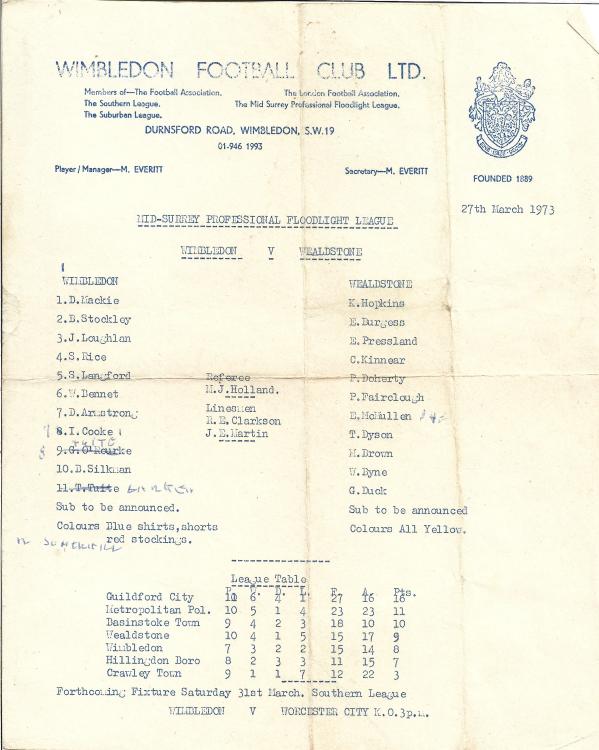 WIMBLEDON FOOTBALL CLUB LTD.
Members of—The Football Association. The London Football Association.
The Southern League. The Mid Surrey Professional Floodlight League.
The Suburban League.
DURNSFORD ROAD, WIMBLEDON, S.W.19
01-946 1993
Player/Manager—M. EVERITT Secretary—M. EVERITT
FOUNDED 1889
27th March 1973
MID-SURREY PROFESSIONAL FLOODLIGHT LEAGUE
WIMBLEDON V WEALDSTONE
WIMBLEDON WEALDSTONE
1.D.Mackie K.Hopkins
2.B.Stockley E.Burgess
3.J.Loughlan E.Pressland
4.S.Rice C.Kinnear
5.S.Langford Referee P.Doherty
6.W.Bennet M.J.Holland. P.Fairclough
7.D.Armstrong Linesmen E.McMullen
R.E.Clarkson
7 8.I.Cooke J.E.Martin T.Dyson
TUITE
8 9.G.O'Rourke M.Brown
10.B.Silkman W.Byne
11.T.Tuite G.Duck
Sub to be announced. Sub to be announced
Colours Blue shirts,shorts Colours All Yellow.
red stockings.
12 SOMERFILL
League Table
P. W. D. L. F. A. Pts.
Guildford City 11 6 4 1 27 16 16
Metropolitan Pol. 10 5 1 4 23 23 11
Basinstoke Town 9 4 2 3 18 10 10
Wealdstone 10 4 1 5 15 17 9
Wimbledon 7 3 2 2 15 14 8
Hillingdon Boro 8 2 3 3 11 15 7
Crawley Town 9 1 1 7 12 22 3
Forthcoming Fixture Saturday 31st March. Southern League
WIMBLEDON V WORCESTER CITY K.O.3p.m.